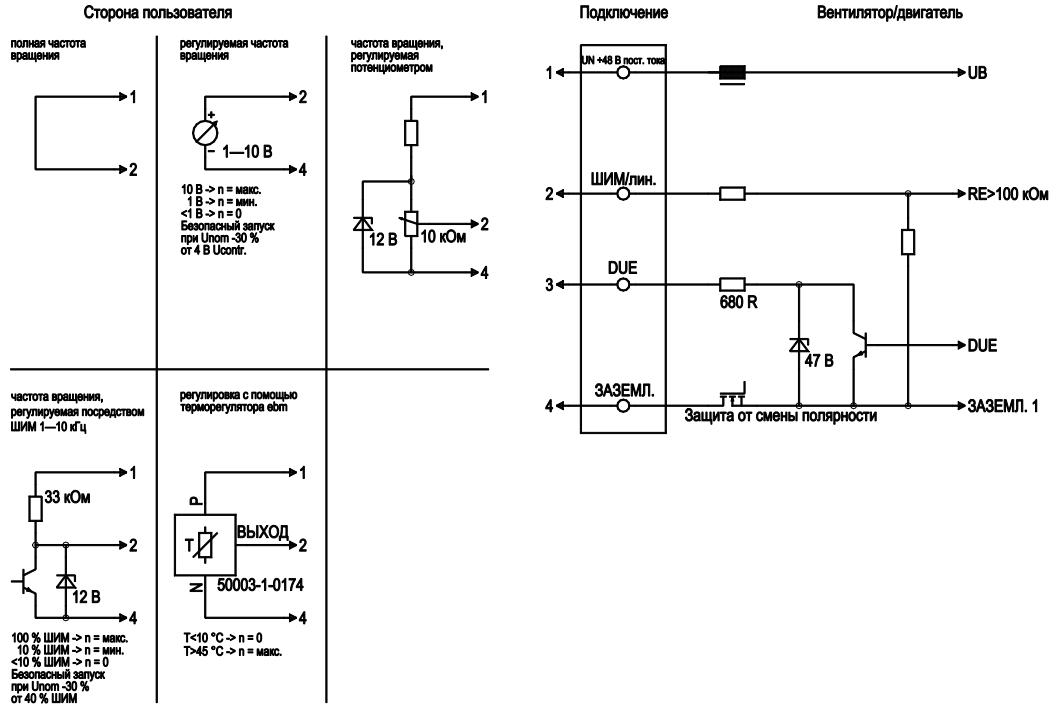 Сторона пользователя
полная частота
вращения
1
2
регулируемая частота
вращения
2
+
1—10 В
–
4
10 В -> n = макс.
1 В -> n = мин.
<1 В -> n = 0
Безопасный запуск
при Unom -30 %
от 4 В Ucontr.
частота вращения,
регулируемая
потенциометром
1
2
12 В
10 кОм
4
частота вращения,
регулируемая посредством
ШИМ 1—10 кГц
1
33 кОм
2
12 В
4
100 % ШИМ -> n = макс.
10 % ШИМ -> n = мин.
<10 % ШИМ -> n = 0
Безопасный запуск
при Unom -30 %
от 40 % ШИМ
регулировка с помощью
терморегулятора ebm
1
P
ВЫХОД
T
2
N
50003-1-0174
4
T<10 °C -> n = 0
T>45 °C -> n = макс.
Подключение
Вентилятор/двигатель
UN +48 В пост. тока
1
UB
ШИМ/лин.
2
RE>100 кОм
DUE
3
680 R
47 В
DUE
ЗАЗЕМЛ.
4
ЗАЗЕМЛ. 1
Защита от смены полярности